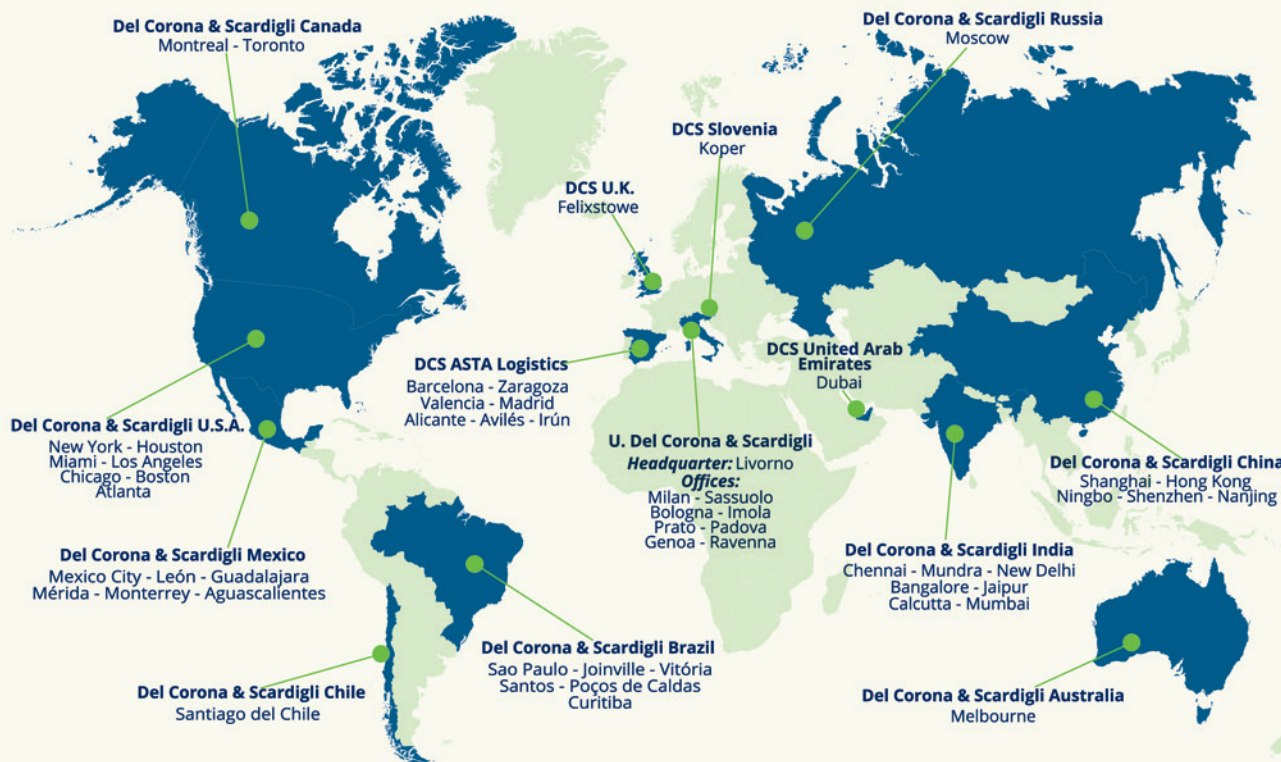 Del Corona & Scardigli Canada
Montreal - Toronto
Del Corona & Scardigli Russia
Moscow
DCS Slovenia
Koper
DCS U.K.
Felixstowe
DCS ASTA Logistics
Barcelona - Zaragoza
Valencia - Madrid
Alicante - Avilés - Irún
DCS United Arab
Emirates
Dubai
Del Corona & Scardigli U.S.A.
New York - Houston
Miami - Los Angeles
Chicago - Boston
Atlanta
U. Del Corona & Scardigli
Headquarter: Livorno
Offices:
Milan - Sassuolo
Bologna - Imola
Prato - Padova
Genoa - Ravenna
Del Corona & Scardigli China
Shanghai - Hong Kong
Ningbo - Shenzhen - Nanjing
Del Corona & Scardigli Mexico
Mexico City - León - Guadalajara
Mérida - Monterrey - Aguascalientes
Del Corona & Scardigli India
Chennai - Mundra - New Delhi
Bangalore - Jaipur
Calcutta - Mumbai
Del Corona & Scardigli Brazil
Sao Paulo - Joinville - Vitória
Santos - Poços de Caldas
Curitiba
Del Corona & Scardigli Chile
Santiago del Chile
Del Corona & Scardigli Australia
Melbourne